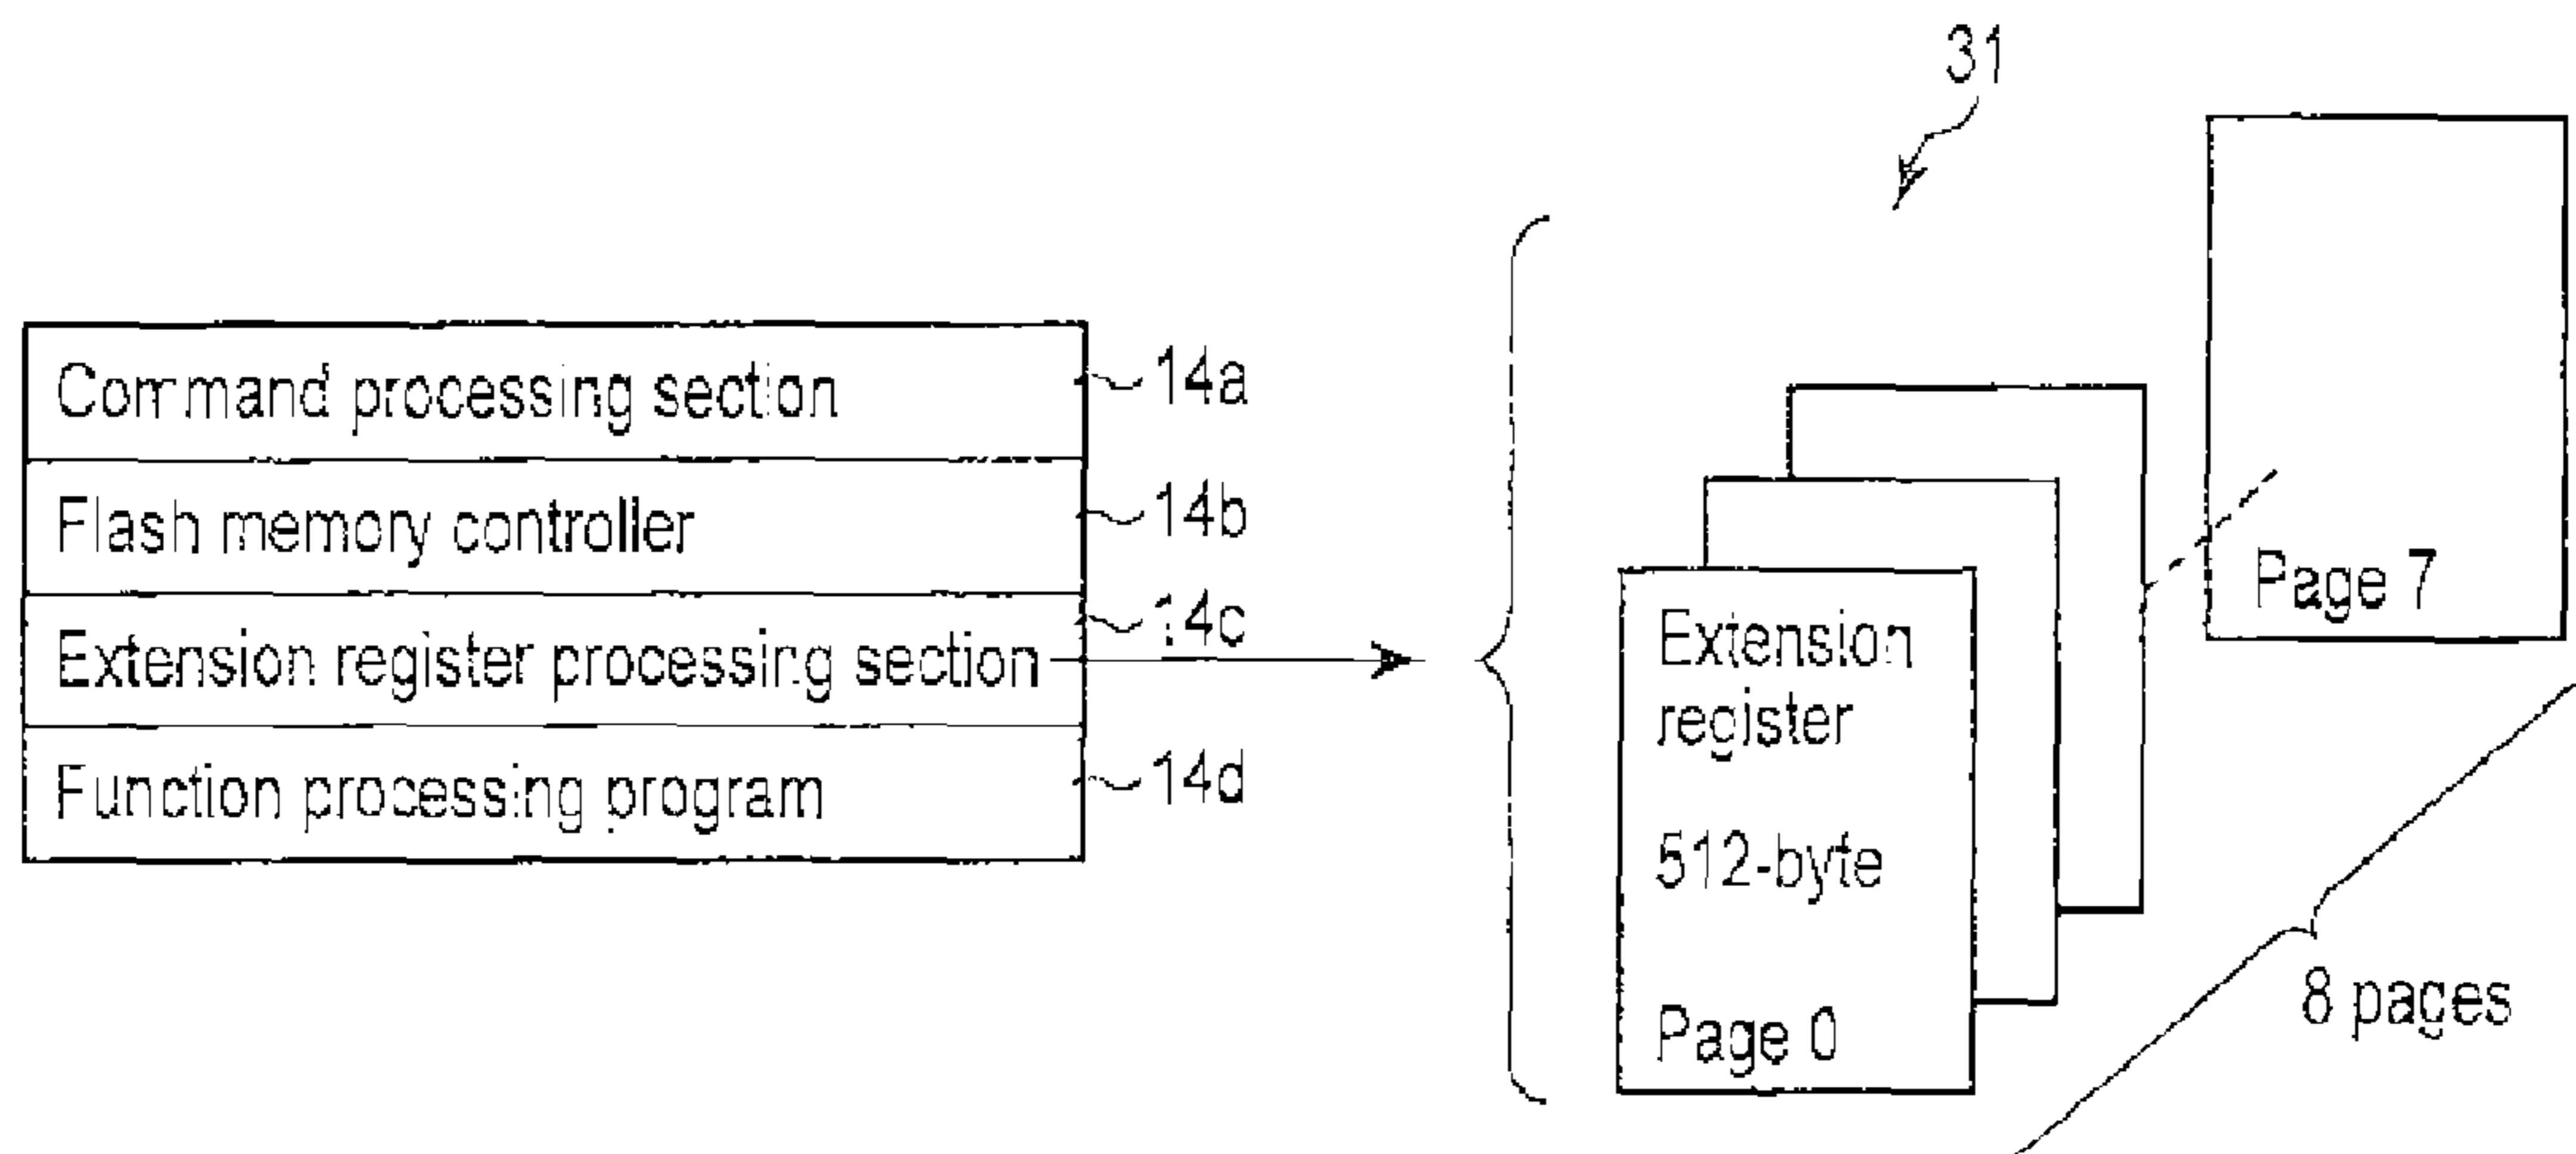 31
Command processing section
14a
Flash memory controller
14b
Extension register processing section
14c
Function processing program
14d
Extension
register
512-byte
Page 0
Page 7
8 pages